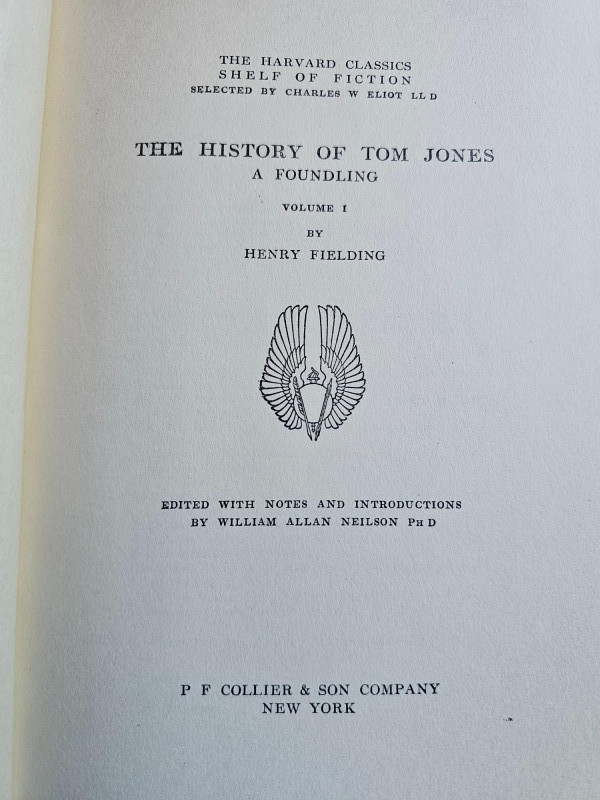 THE HARVARD CLASSICS
SHELF OF FICTION
SELECTED BY CHARLES W ELIOT LL D
THE HISTORY OF TOM JONES
A FOUNDLING
VOLUME I
BY
HENRY FIELDING
EDITED WITH NOTES AND INTRODUCTIONS
BY WILLIAM ALLAN NEILSON PH D
P F COLLIER & SON COMPANY
NEW YORK